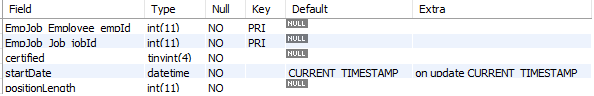 Field Type Null Key Default Extra
EmpJob_Employee_empId int(11) NO PRI NULL
EmpJob_Job_jobId int(11) NO PRI NULL
certified tinyint(4) NO NULL
startDate datetime NO CURRENT_TIMESTAMP on update CURRENT_TIMESTAMP
positionLength int(11) NO NULL